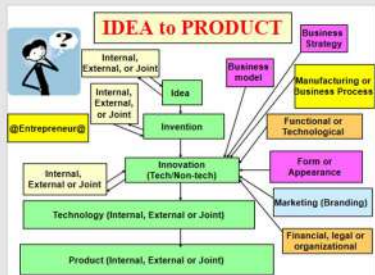 IDEA to PRODUCT
?
Internal,
External, or Joint
Idea
Internal,
External,
or Joint
Invention
@Entrepreneur@
Internal,
External or Joint
Innovation
(Tech/Non-tech)
Technology (Internal, External or Joint)
Product (Internal, External or Joint)
Business
model
Business
Strategy
Manufacturing or
Business Process
Functional or
Technological
Form or
Appearance
Marketing (Branding)
Financial, legal or
organizational